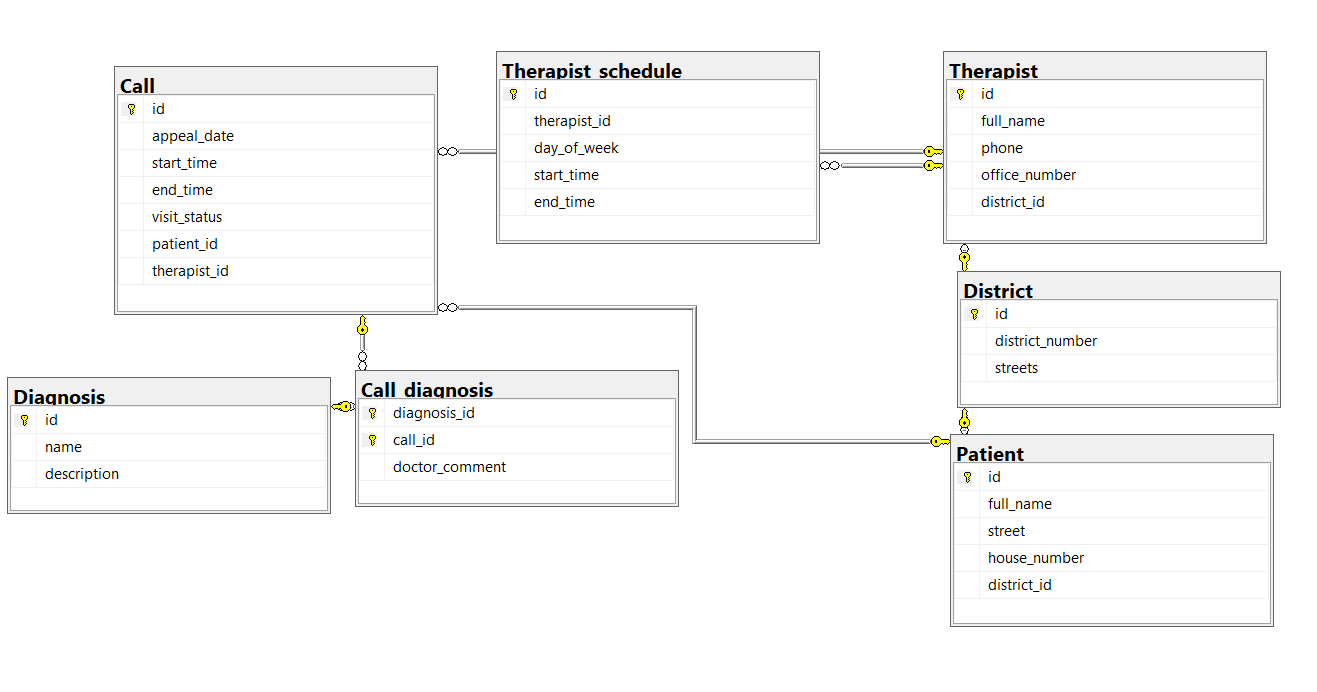 Call
id
appeal_date
start_time
end_time
visit_status
patient_id
therapist_id
Therapist_schedule
id
therapist_id
day_of_week
start_time
end_time
Therapist
id
full_name
phone
office_number
district_id
District
id
district_number
streets
Diagnosis
id
name
description
Call_diagnosis
diagnosis_id
call_id
doctor_comment
Patient
id
full_name
street
house_number
district_id